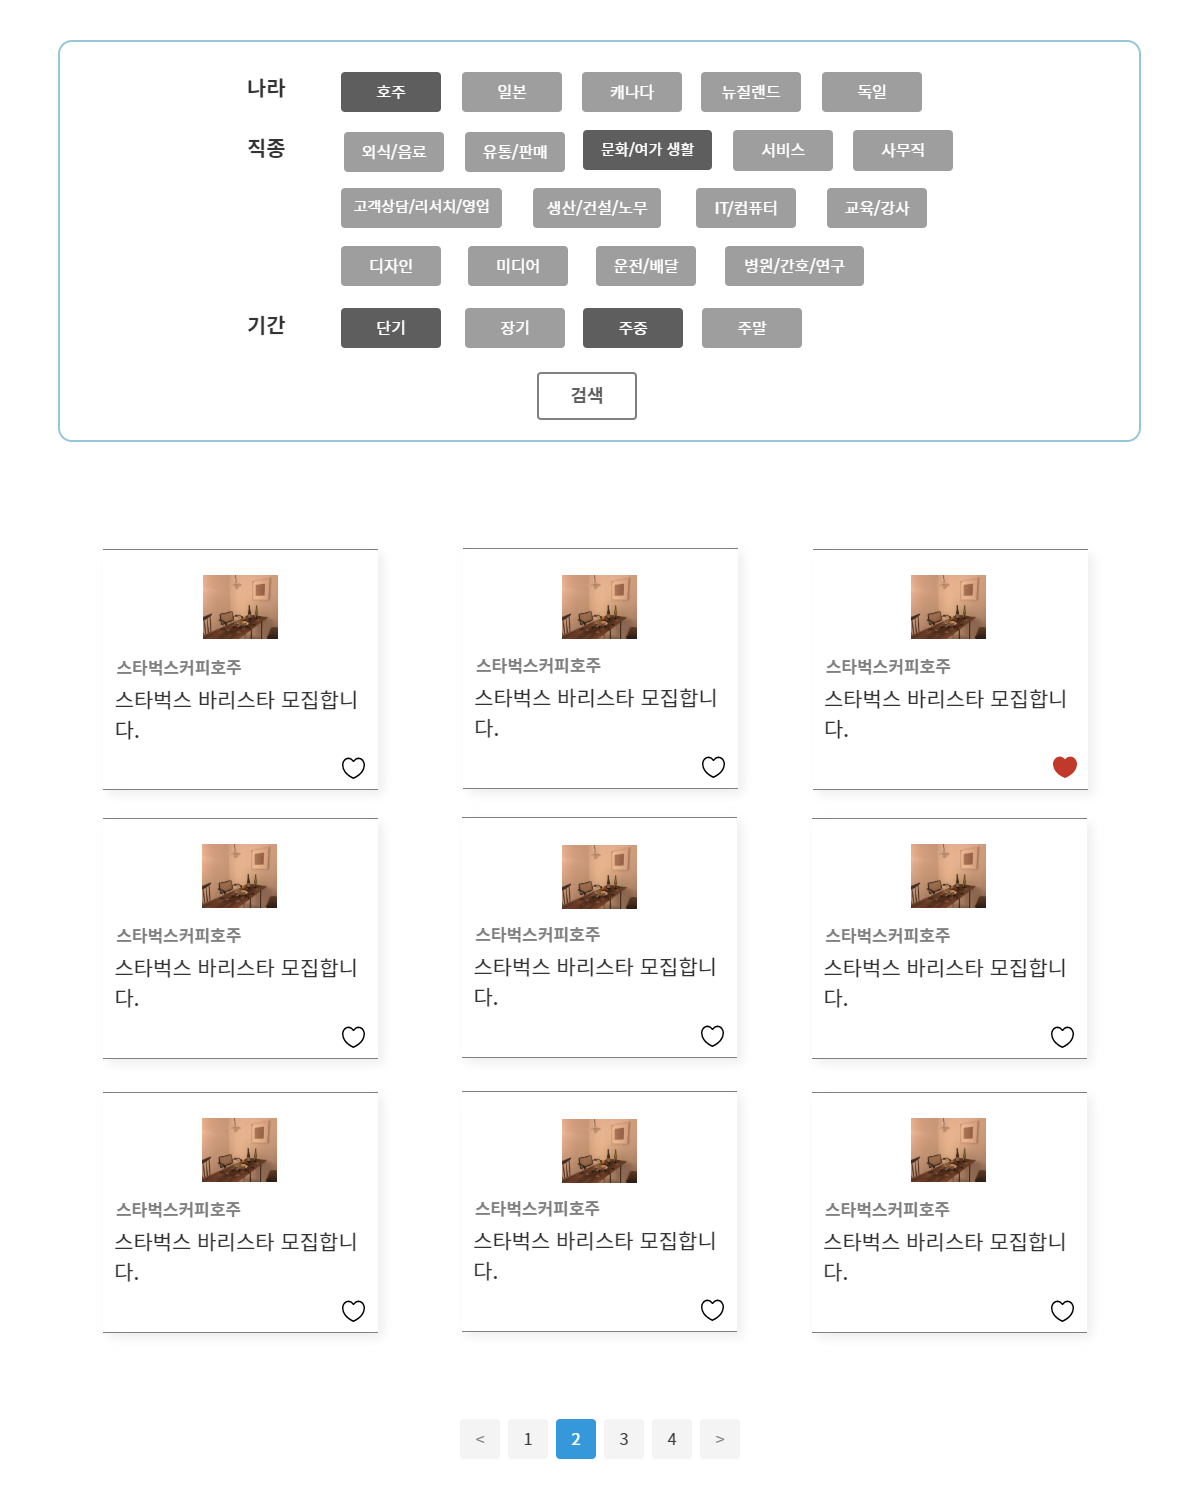 나라 호주 일본 캐나다 뉴질랜드 독일
직종 외식/음료 유통/판매 문화/여가 생활 서비스 사무직
고객상담/리서치/영업 생산/건설/노무 IT/컴퓨터 교육/강사
디자인 미디어 운전/배달 병원/간호/연구
기간 단기 장기 주중 주말
검색
스타벅스커피호주
스타벅스 바리스타 모집합니
다.
스타벅스커피호주
스타벅스 바리스타 모집합니
다.
스타벅스커피호주
스타벅스 바리스타 모집합니
다.
스타벅스커피호주
스타벅스 바리스타 모집합니
다.
스타벅스커피호주
스타벅스 바리스타 모집합니
다.
스타벅스커피호주
스타벅스 바리스타 모집합니
다.
스타벅스커피호주
스타벅스 바리스타 모집합니
다.
스타벅스커피호주
스타벅스 바리스타 모집합니
다.
스타벅스커피호주
스타벅스 바리스타 모집합니
다.
< 1 2 3 4 >